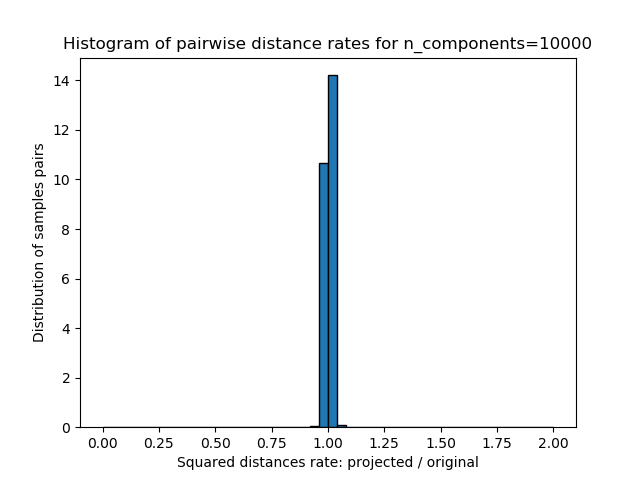 Histogram of pairwise distance rates for n_components=10000
Distribution of samples pairs
14
12
10
8
6
4
2
0
0.00 0.25 0.50 0.75 1.00 1.25 1.50 1.75 2.00
Squared distances rate: projected / original